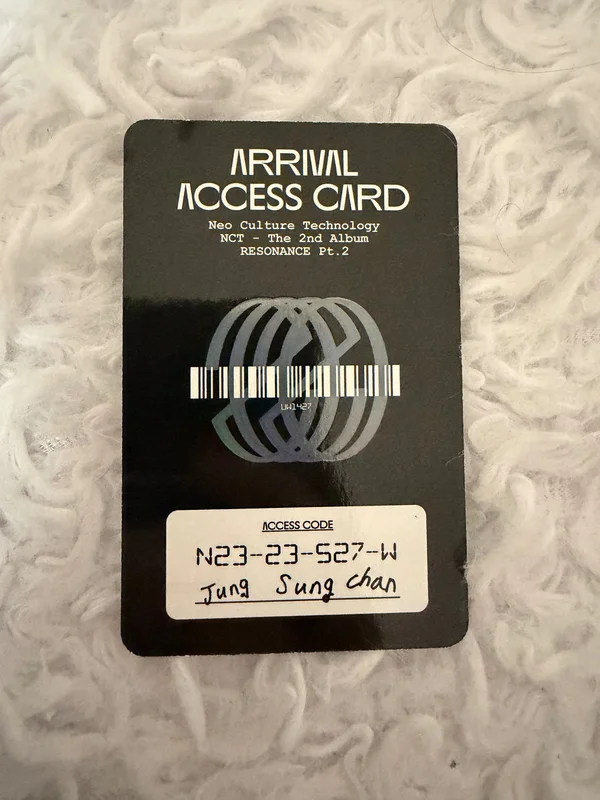 ARRIVAL
ACCESS CARD
Neo Culture Technology
NCT - The 2nd Album
RESONANCE Pt.2
UW1427
ACCESS CODE
N23-23-S27-W
Jung Sung chan